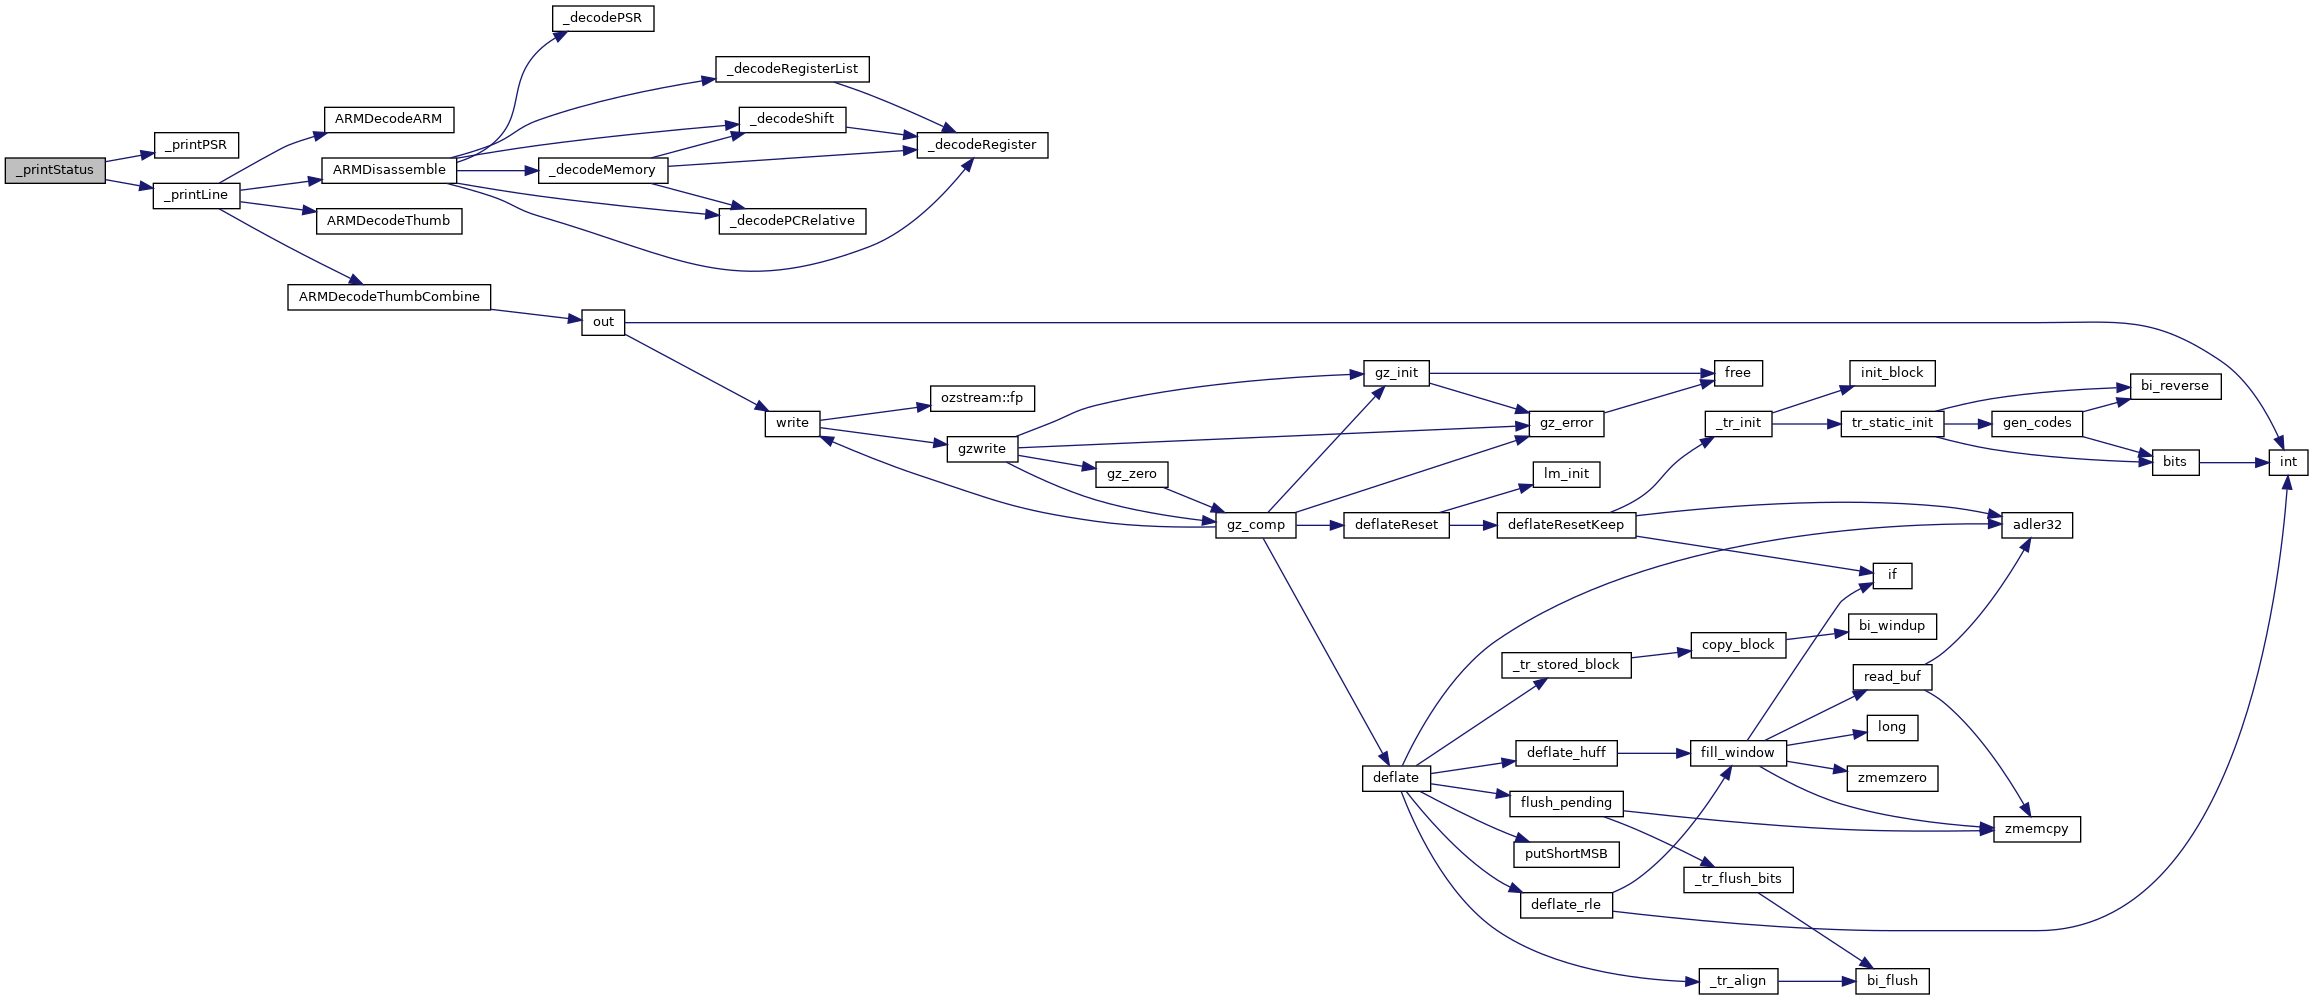 _decodePSR
_decodeRegisterList
ARMDecodeARM
_decodeShift
_printPSR
_decodeRegister
_printStatus
ARMDisassemble
_decodeMemory
_printLine
ARMDecodeThumb
_decodePCRelative
ARMDecodeThumbCombine
out
gz_init
free
init_block
bi_reverse
ozstream::fp
write
gz_error
_tr_init
tr_static_init
gen_codes
gzwrite
bits
int
gz_zero
lm_init
gz_comp
deflateReset
deflateResetKeep
adler32
if
bi_windup
copy_block
_tr_stored_block
read_buf
long
deflate_huff
fill_window
deflate
zmemzero
flush_pending
zmemcpy
putShortMSB
_tr_flush_bits
deflate_rle
_tr_align
bi_flush